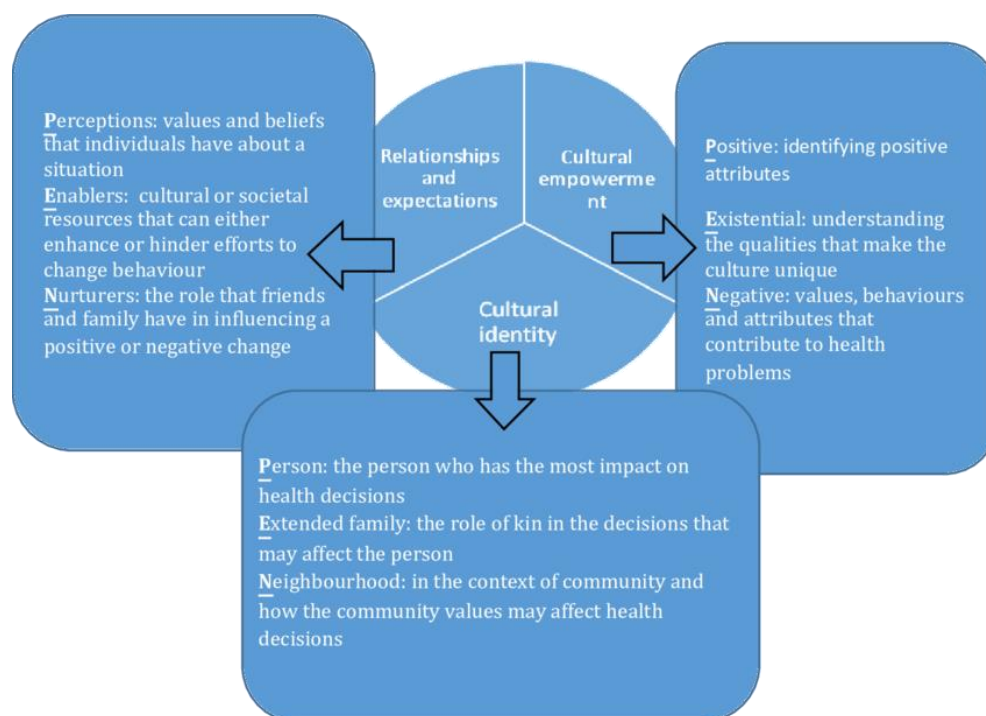 Perceptions: values and beliefs
that individuals have about a
situation
Enablers:  cultural or societal
resources that can either
enhance or hinder efforts to
change behaviour
Nurturers: the role that friends
and family have in influencing a
positive or negative change
Relationships
and
expectations
Cultural
empowerme
nt
Cultural
identity
Positive: identifying positive
attributes
Existential: understanding
the qualities that make the
culture unique
Negative: values, behaviours
and attributes that
contribute to health
problems
Person: the person who has the most impact on
health decisions
Extended family: the role of kin in the decisions that
may affect the person
Neighbourhood: in the context of community and
how the community values may affect health
decisions